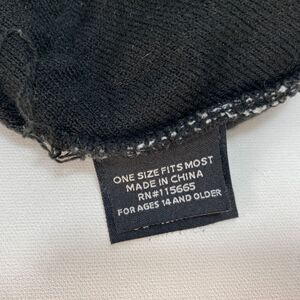 ONE SIZE FITS MOST
MADE IN CHINA
RN#115665
FOR AGES 14 AND OLDER